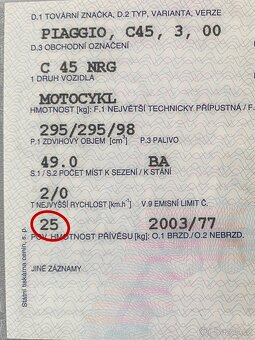 D.1 TOVÁRNÍ ZNAČKA, D.2 TYP, VARIANTA, VERZE
PIAGGIO, C45, 3, 00
D.3 OBCHODNÍ OZNAČENÍ
C 45 NRG
1 DRUH VOZIDLA
MOTOCYKL
HMOTNOST [kg]: F.1 NEJVĚTŠÍ TECHNICKY PŘÍPUSTNÁ / F.
295/295/98
P.1 ZDVIHOVÝ OBJEM [cm³] P.3 PALIVO
49.0 BA
S.1 / S.2 POČET MÍST K SEZENÍ / K STÁNÍ
2/0
T NEJVYŠŠÍ RYCHLOST [km.h⁻¹] V.9 EMISNÍ LIMIT Č.
25 2003/77
POV. HMOTNOST PŘÍVĚSU [kg]: O.1 BRZD./O.2 NEBRZD.
JINÉ ZÁZNAMY
Státní tiskárna cenin, s. p.